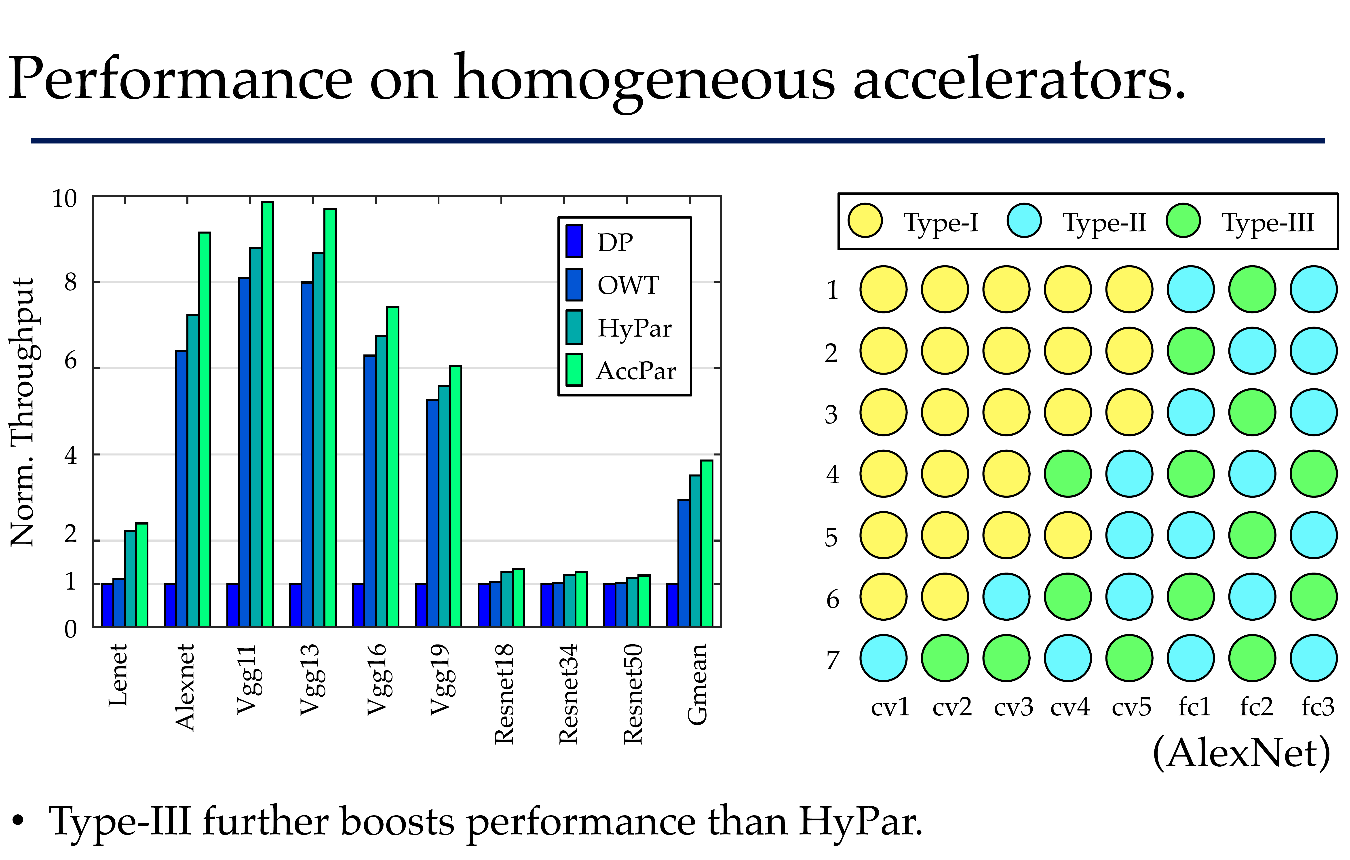 Performance on homogeneous accelerators.
10
8
6
4
2
1
0
Norm. Throughput
DP
OWT
HyPar
AccPar
Lenet
Alexnet
Vgg11
Vgg13
Vgg16
Vgg19
Resnet18
Resnet34
Resnet50
Gmean
Type-I Type-II Type-III
1
2
3
4
5
6
7
cv1 cv2 cv3 cv4 cv5 fc1 fc2 fc3
(AlexNet)
• Type-III further boosts performance than HyPar.